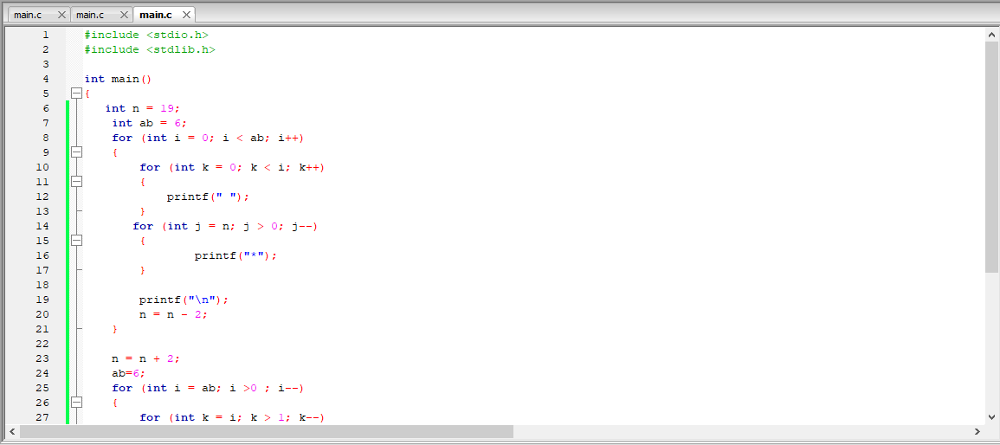 main.c main.c main.c
1 #include <stdio.h>
2 #include <stdlib.h>
3
4 int main()
5 {
6 int n = 19;
7 int ab = 6;
8 for (int i = 0; i < ab; i++)
9 {
10 for (int k = 0; k < i; k++)
11 {
12 printf(" ");
13 }
14 for (int j = n; j > 0; j--)
15 {
16 printf("*");
17 }
18
19 printf("\n");
20 n = n - 2;
21 }
22
23 n = n + 2;
24 ab=6;
25 for (int i = ab; i >0 ; i--)
26 {
27 for (int k = i; k > 1; k--)